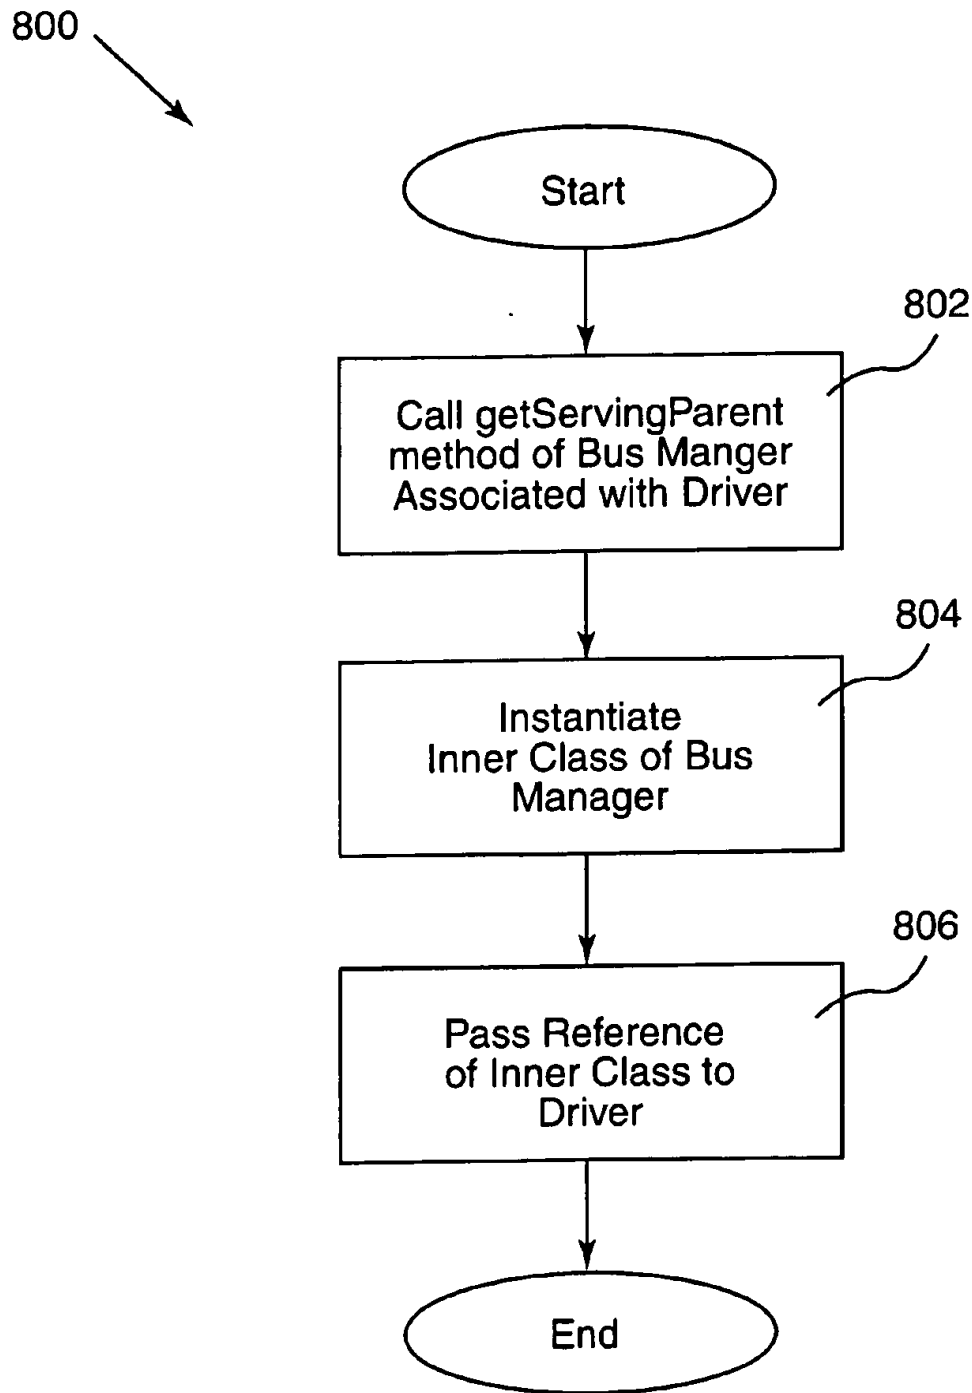 800
Start
802
Call getServingParent
method of Bus Manger
Associated with Driver
804
Instantiate
Inner Class of Bus
Manager
806
Pass Reference
of Inner Class to
Driver
End